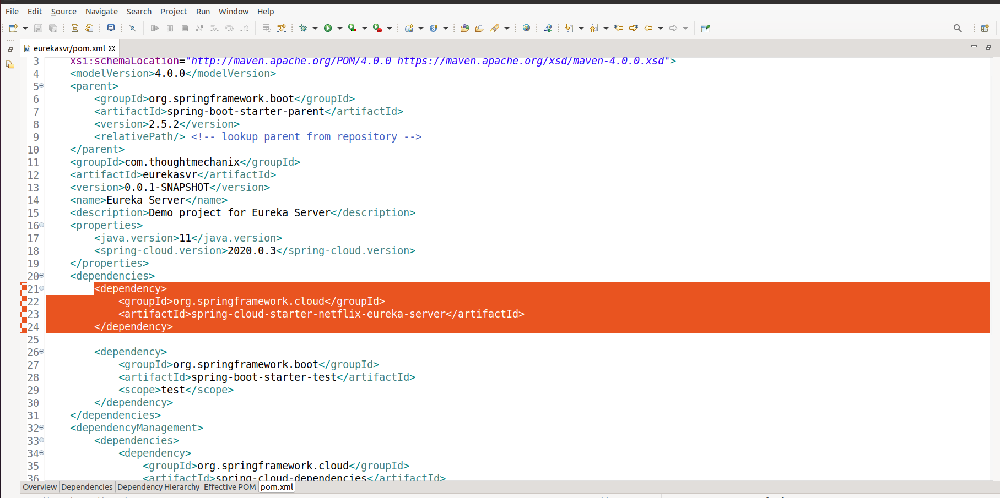 File Edit Source Navigate Search Project Run Window Help
eurekasvr/pom.xml
3 xsi:schemaLocation="http://maven.apache.org/POM/4.0.0 https://maven.apache.org/xsd/maven-4.0.0.xsd">
4 <modelVersion>4.0.0</modelVersion>
5 <parent>
6 <groupId>org.springframework.boot</groupId>
7 <artifactId>spring-boot-starter-parent</artifactId>
8 <version>2.5.2</version>
9 <relativePath/> <!-- lookup parent from repository -->
10 </parent>
11 <groupId>com.thoughtmechanix</groupId>
12 <artifactId>eurekasvr</artifactId>
13 <version>0.0.1-SNAPSHOT</version>
14 <name>Eureka Server</name>
15 <description>Demo project for Eureka Server</description>
16 <properties>
17 <java.version>11</java.version>
18 <spring-cloud.version>2020.0.3</spring-cloud.version>
19 </properties>
20 <dependencies>
21 <dependency>
22 <groupId>org.springframework.cloud</groupId>
23 <artifactId>spring-cloud-starter-netflix-eureka-server</artifactId>
24 </dependency>
25
26 <dependency>
27 <groupId>org.springframework.boot</groupId>
28 <artifactId>spring-boot-starter-test</artifactId>
29 <scope>test</scope>
30 </dependency>
31 </dependencies>
32 <dependencyManagement>
33 <dependencies>
34 <dependency>
35 <groupId>org.springframework.cloud</groupId>
36 <artifactId>spring-cloud-dependencies</artifactId>
Overview Dependencies Dependency Hierarchy Effective POM pom.xml